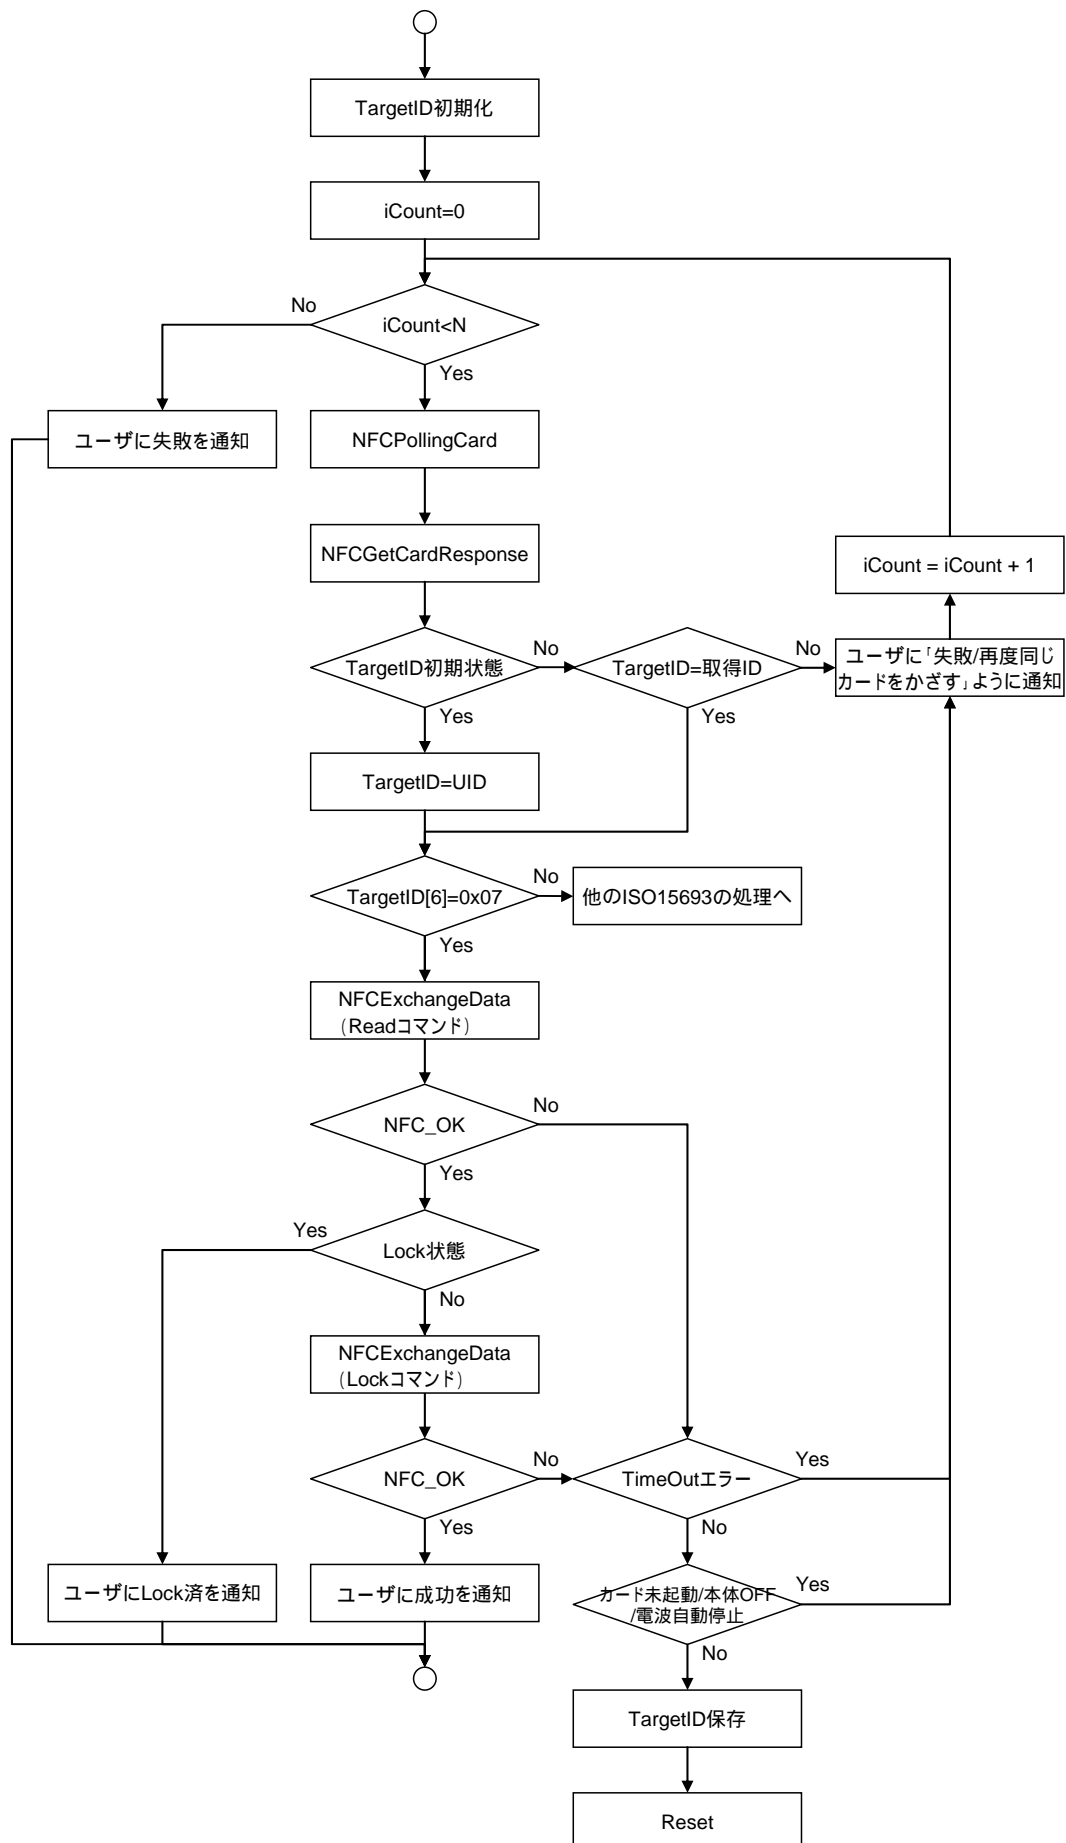 TargetID初期化
iCount=0
No
iCount<N
Yes
ユーザに失敗を通知
NFCPollingCard
NFCGetCardResponse
iCount = iCount + 1
TargetID初期状態
No
TargetID=取得ID
No
ユーザに「失敗/再度同じ
カードをかざす」ように通知
Yes
Yes
TargetID=UID
TargetID[6]=0x07
No
他のISO15693の処理へ
Yes
NFCExchangeData
(Readコマンド)
NFC_OK
No
Yes
Yes
Lock状態
No
NFCExchangeData
(Lockコマンド)
NFC_OK
No
TimeOutエラー
Yes
Yes
No
ユーザにLock済を通知
ユーザに成功を通知
カード未起動/本体OFF
/電波自動停止
Yes
No
TargetID保存
Reset